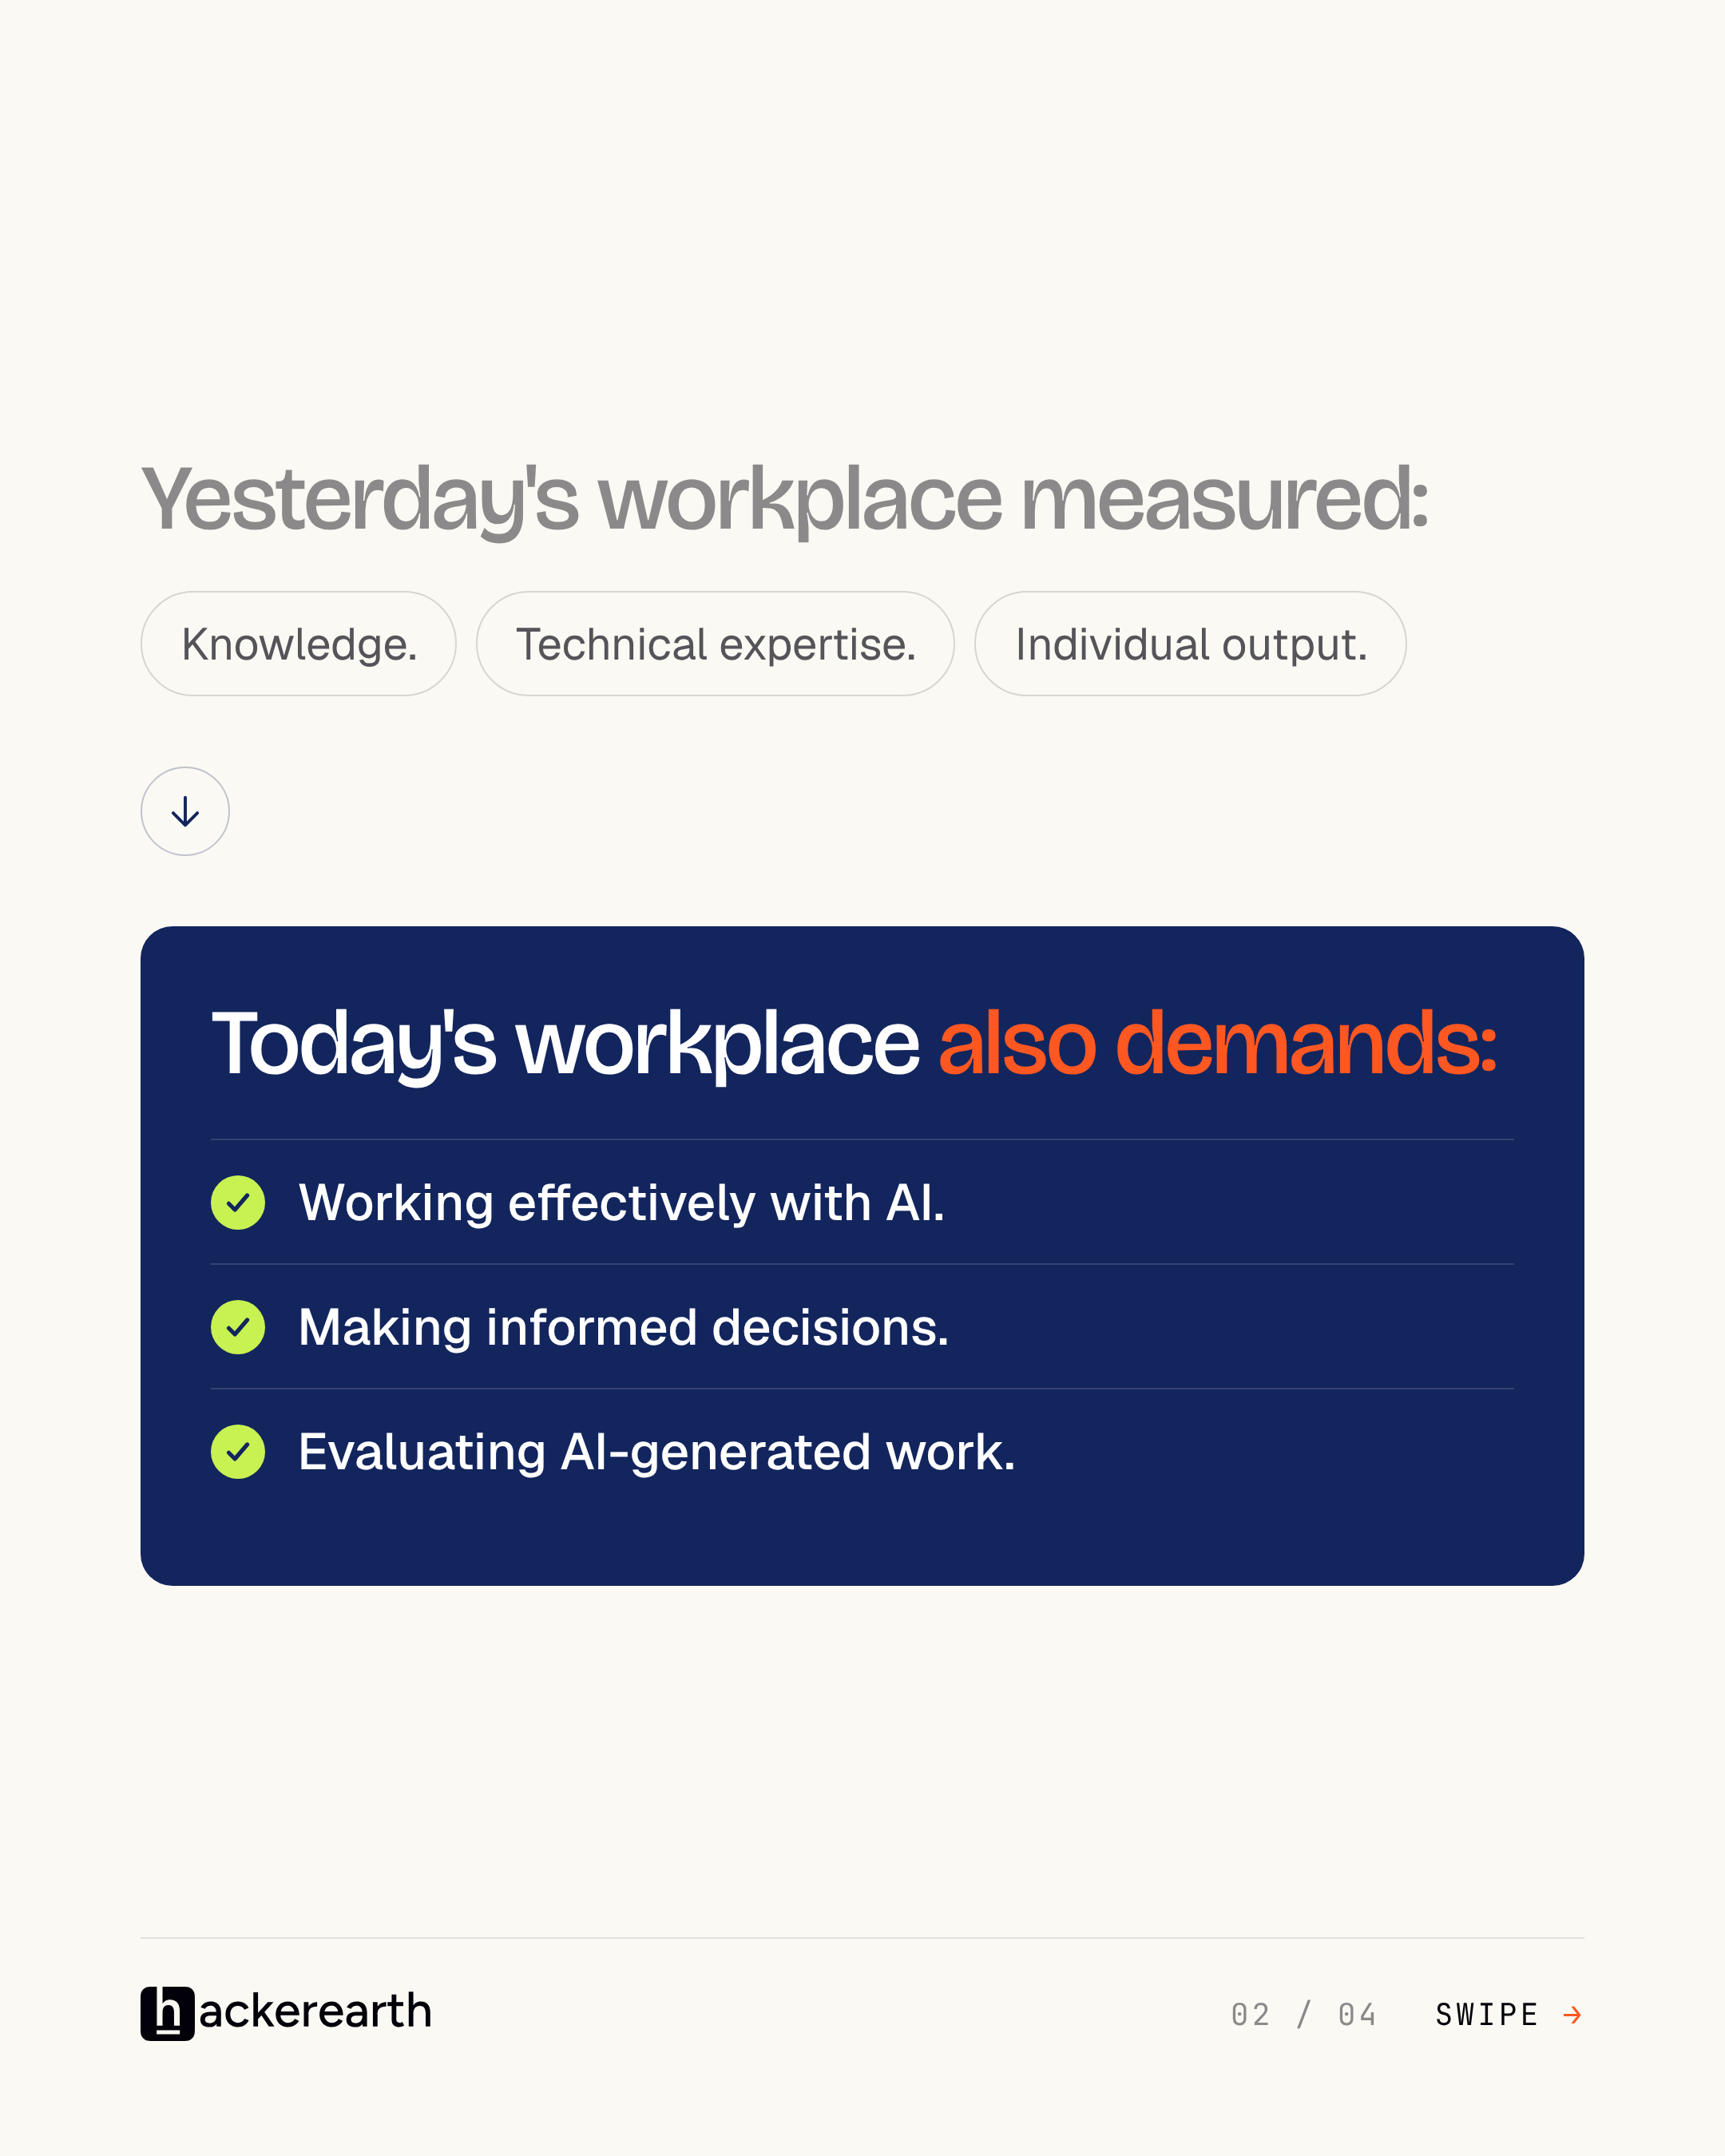 Yesterday's workplace measured:
Knowledge. Technical expertise. Individual output.
Today's workplace also demands:
Working effectively with AI.
Making informed decisions.
Evaluating AI-generated work.
hackerearth 02 / 04 SWIPE →